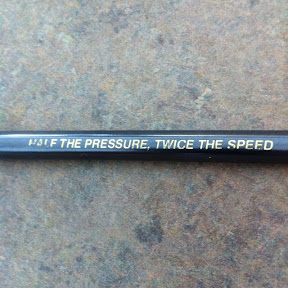 HALF THE PRESSURE, TWICE THE SPEED